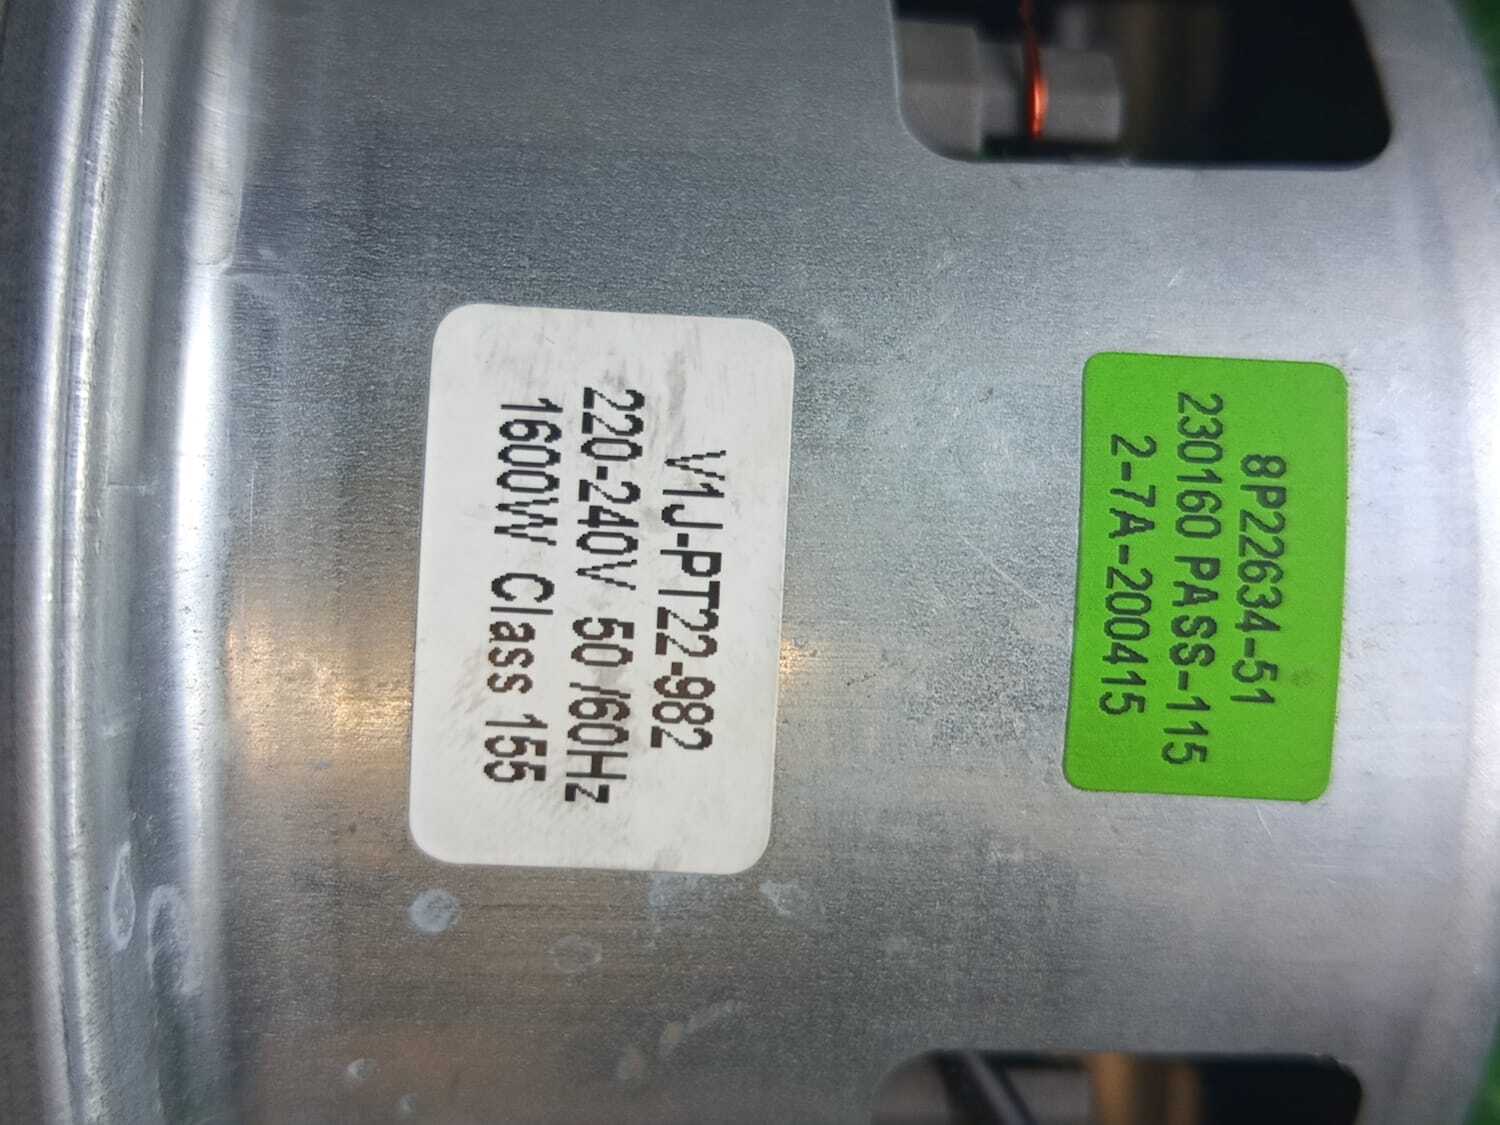 V1J-PT22-982
220-240V 50/60Hz
1600W Class 155
8P22634-51
230160 PASS-115
2-7A-200415